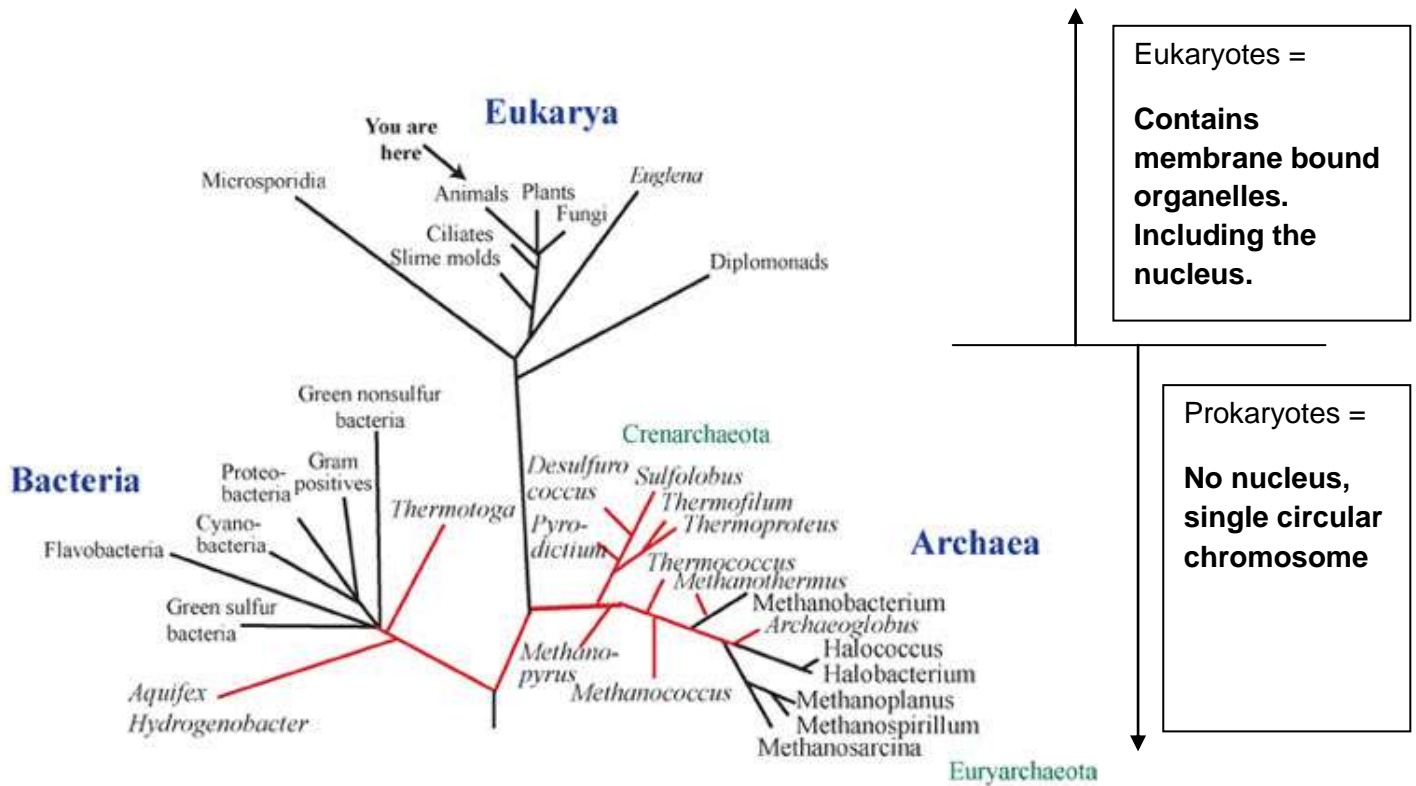 Eukarya
You are
here
Microsporidia
Animals
Plants
Fungi
Euglena
Ciliates
Slime molds
Diplomonads
Eukaryotes =
Contains
membrane bound
organelles.
Including the
nucleus.
Bacteria
Green nonsulfur
bacteria
Gram
positives
Proteo-
bacteria
Cyano-
bacteria
Flavobacteria
Green sulfur
bacteria
Thermotoga
Aquifex
Hydrogenobacter
Crenarchaeota
Desulfuro
coccus
Sulfolobus
Thermofilum
Thermoproteus
Pyro-
dictium
Archaea
Thermococcus
Methanothermus
Methanobacterium
Archaeoglobus
Halococcus
Halobacterium
Methano-
pyrus
Methanococcus
Methanoplanus
Methanospirillum
Methanosarcina
Euryarchaeota
Prokaryotes =
No nucleus,
single circular
chromosome